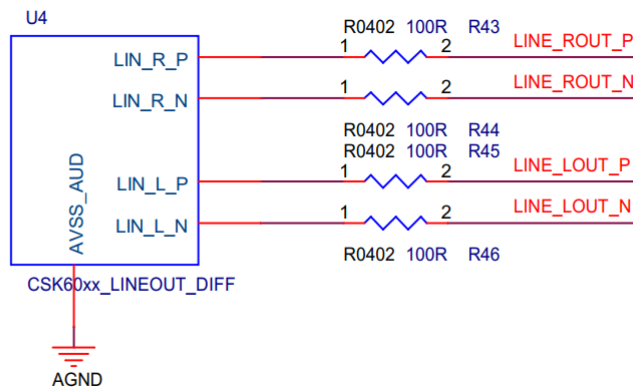 U4
R0402 100R R43
LIN_R_P 1 2 LINE_ROUT_P
LIN_R_N 1 2 LINE_ROUT_N
R0402 100R R44
R0402 100R R45
LIN_L_P 1 2 LINE_LOUT_P
LIN_L_N 1 2 LINE_LOUT_N
AVSS_AUD
R0402 100R R46
CSK60xx_LINEOUT_DIFF
AGND